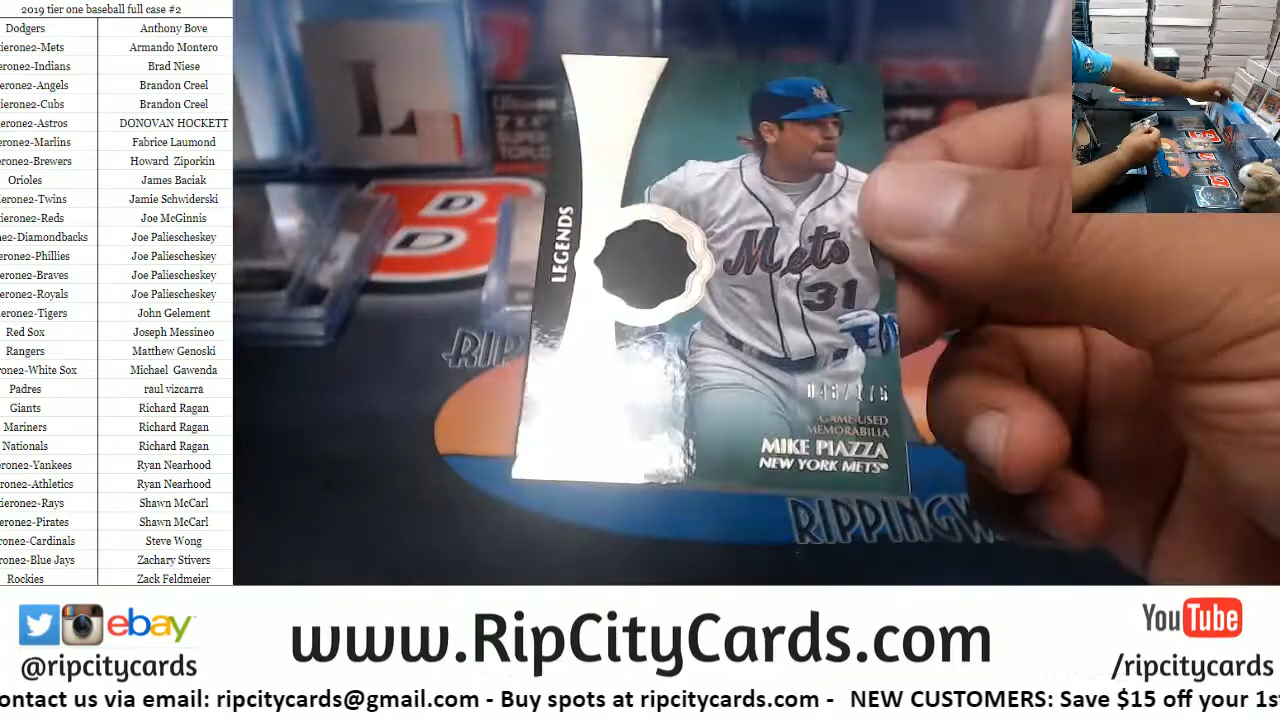 2019 tier one baseball full case #2
Dodgers Anthony Bove
ierone2-Mets Armando Montero
erone2-Indians Brad Niese
erone2-Angels Brandon Creel
ierone2-Cubs Brandon Creel
erone2-Astros DONOVAN HOCKETT
erone2-Marlins Fabrice Laumond
erone2-Brewers Howard Ziporkin
Orioles James Baciak
erone2-Twins Jamie Schwiderski
tierone2-Reds Joe McGinnis
ne2-Diamondbacks Joe Paliescheskey
erone2-Phillies Joe Paliescheskey
erone2-Braves Joe Paliescheskey
erone2-Royals Joe Paliescheskey
erone2-Tigers John Gelement
Red Sox Joseph Messineo
Rangers Matthew Genoski
rone2-White Sox Michael Gawenda
Padres raul vizcarra
Giants Richard Ragan
Mariners Richard Ragan
Nationals Richard Ragan
erone2-Yankees Ryan Nearhood
erone2-Athletics Ryan Nearhood
tierone2-Rays Shawn McCarl
erone2-Pirates Shawn McCarl
rone2-Cardinals Steve Wong
erone2-Blue Jays Zachary Stivers
Rockies Zack Feldmeier
L
D
D
LEGENDS
Mets
31
GAME-USED
MEMORABILIA
MIKE PIAZZA
NEW YORK METS
RIP
RIPPINGW
ebay
@ripcitycards
www.RipCityCards.com
YouTube
/ripcitycards
ontact us via email: ripcitycards@gmail.com - Buy spots at ripcitycards.com - NEW CUSTOMERS: Save $15 off your 1s